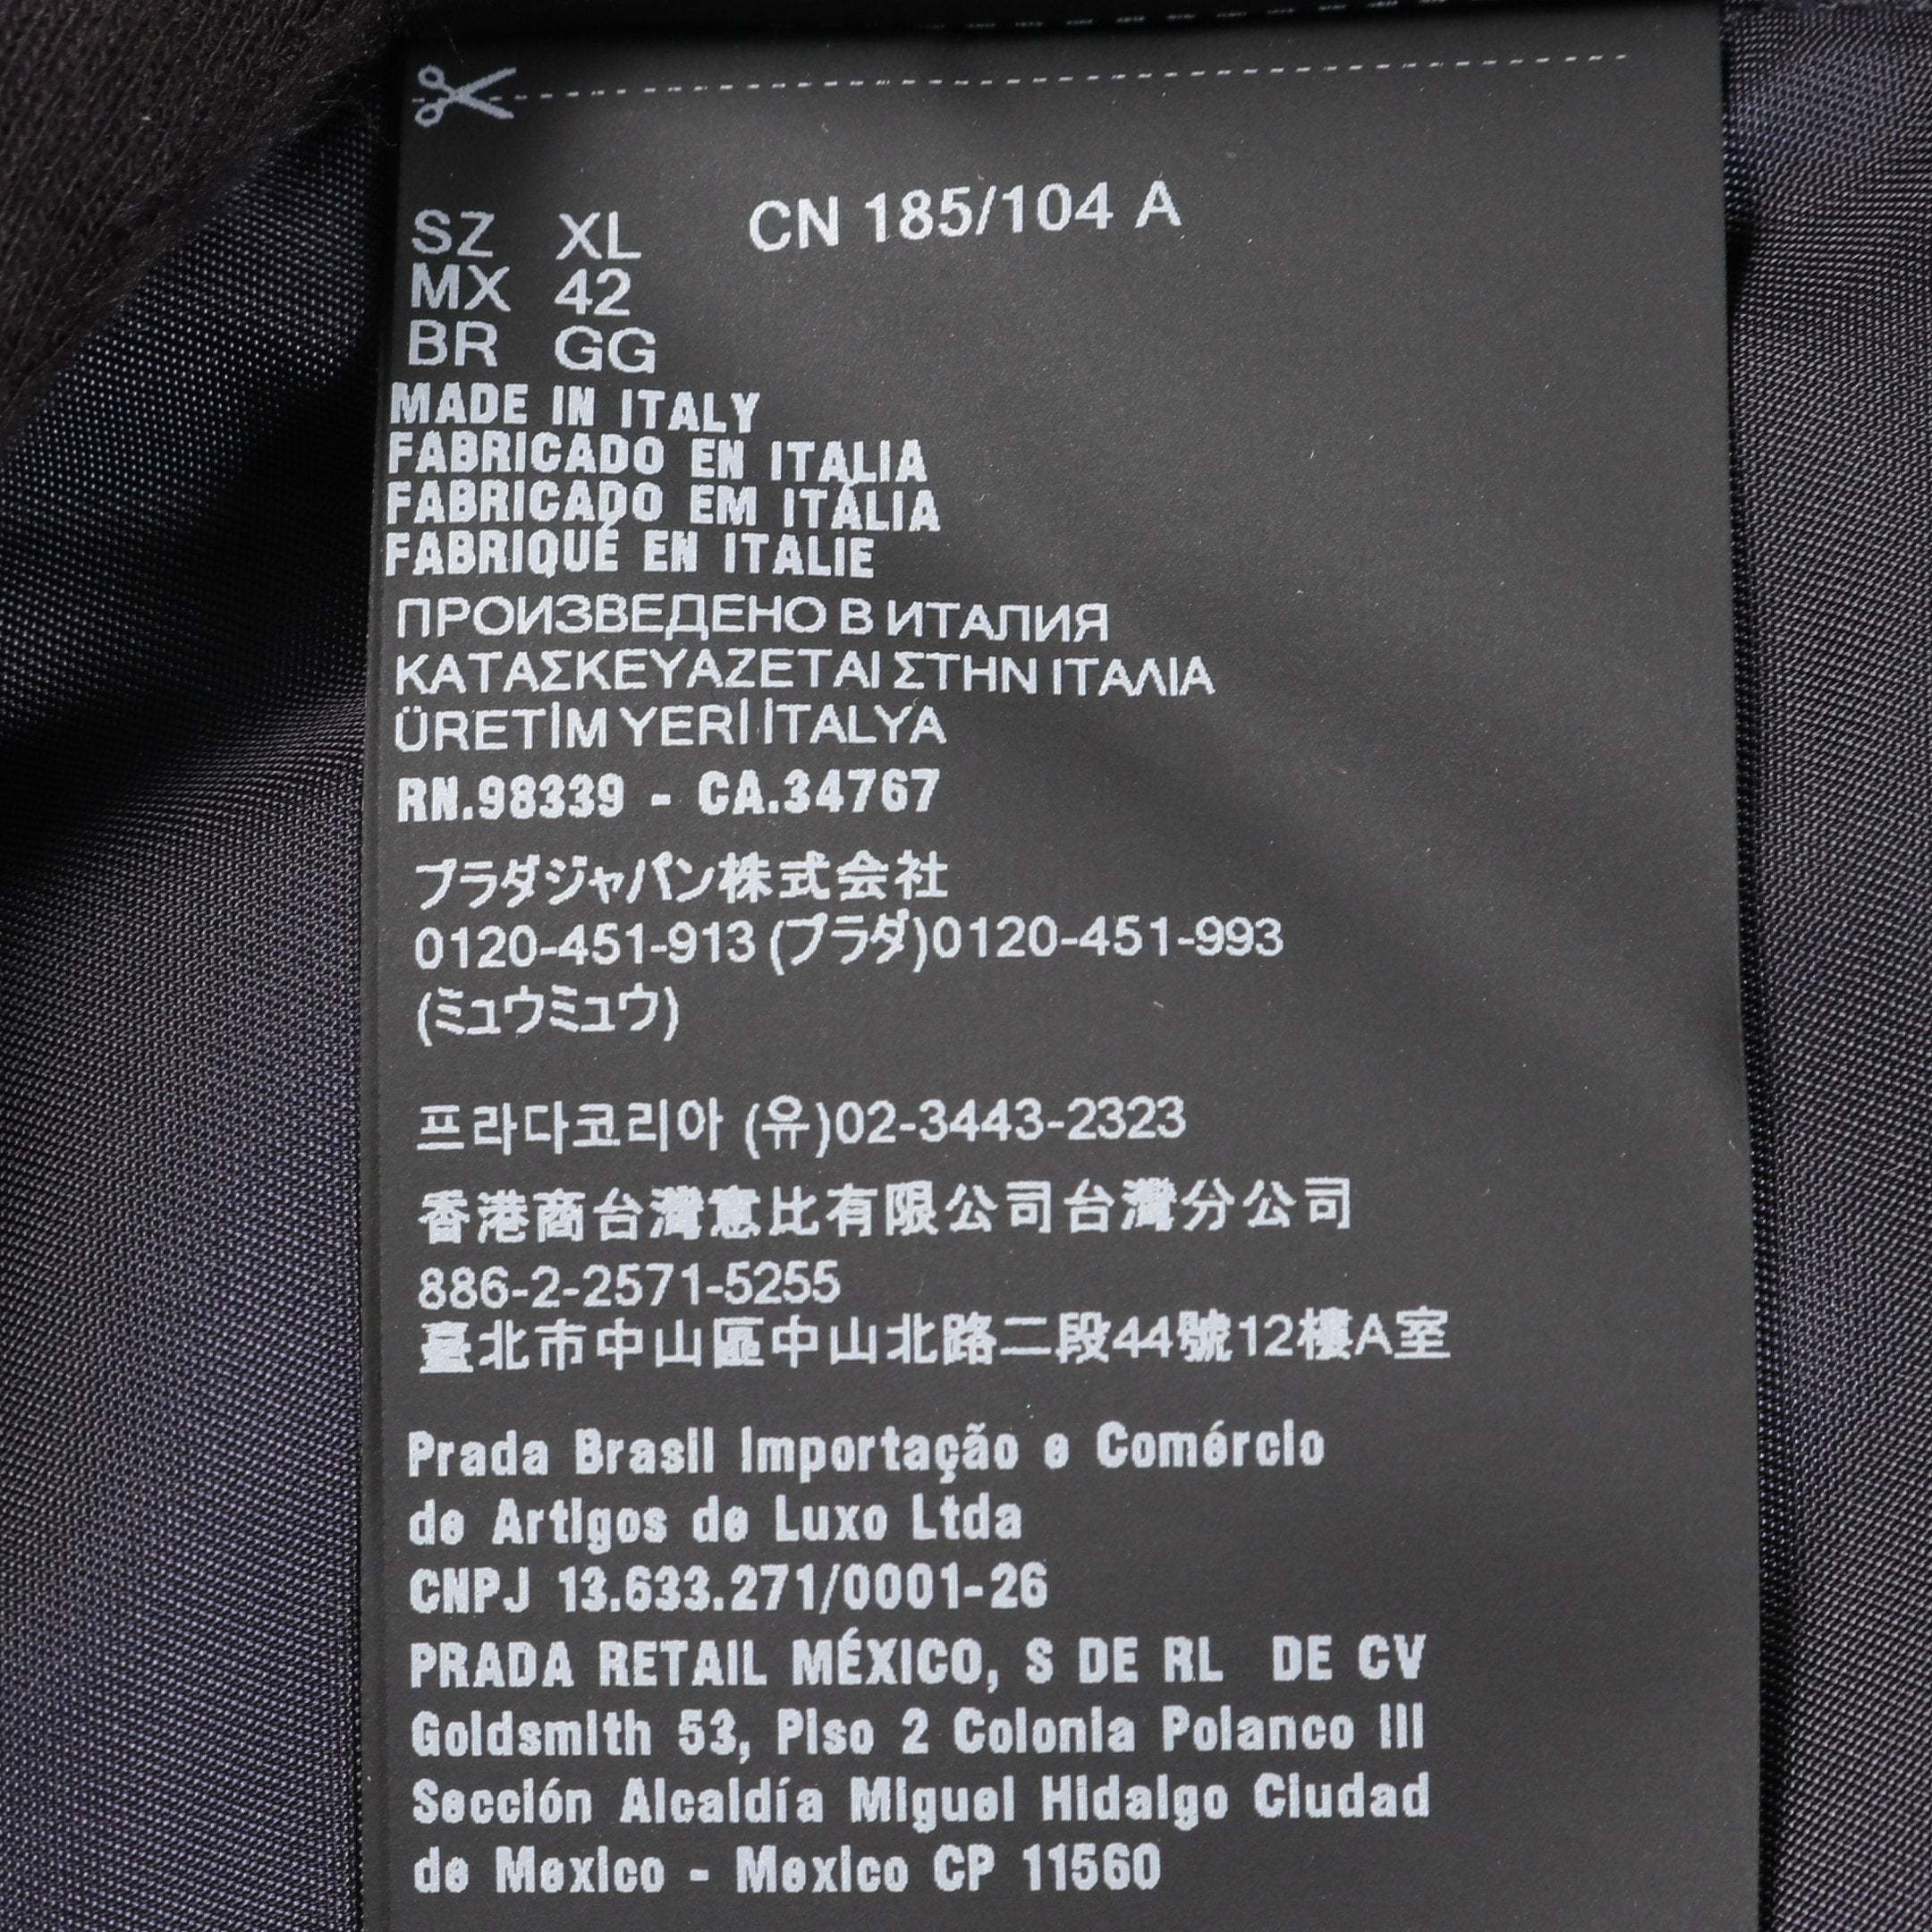 SZ XL CN 185/104 A
MX 42
BR GG
MADE IN ITALY
FABRICADO EN ITALIA
FABRICADO EM ITÁLIA
FABRIQUÉ EN ITALIE
ПРОИЗВЕДЕНО В ИТАЛИЯ
ΚΑΤΑΣΚΕΥΑΖΕΤΑΙ ΣΤΗΝ ΙΤΑΛΙΑ
ÜRETİM YERİ İTALYA
RN.98339 - CA.34767
プラダジャパン株式会社
0120-451-913 (プラダ)0120-451-993
(ミュウミュウ)
프라다코리아 (유)02-3443-2323
香港商台灣意比有限公司台灣分公司
886-2-2571-5255
臺北市中山區中山北路二段44號12樓A室
Prada Brasil Importação e Comércio
de Artigos de Luxo Ltda
CNPJ 13.633.271/0001-26
PRADA RETAIL MÉXICO, S DE RL DE CV
Goldsmith 53, Piso 2 Colonia Polanco III
Sección Alcaldía Miguel Hidalgo Ciudad
de Mexico - Mexico CP 11560